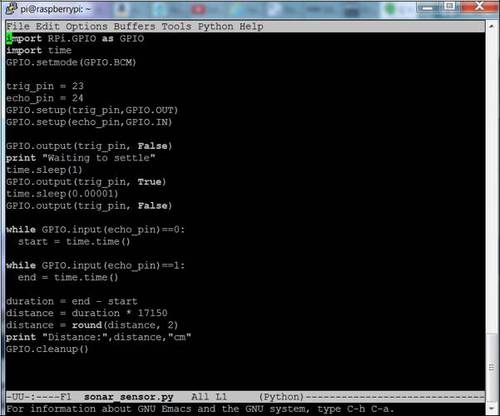 pi@raspberrypi: ~
File Edit Options Buffers Tools Python Help
import RPi.GPIO as GPIO
import time
GPIO.setmode(GPIO.BCM)
trig_pin = 23
echo_pin = 24
GPIO.setup(trig_pin,GPIO.OUT)
GPIO.setup(echo_pin,GPIO.IN)
GPIO.output(trig_pin, False)
print "Waiting to settle"
time.sleep(1)
GPIO.output(trig_pin, True)
time.sleep(0.00001)
GPIO.output(trig_pin, False)
while GPIO.input(echo_pin)==0:
  start = time.time()
while GPIO.input(echo_pin)==1:
  end = time.time()
duration = end - start
distance = duration * 17150
distance = round(distance, 2)
print "Distance:",distance,"cm"
GPIO.cleanup()
-UU-:----F1  sonar_sensor.py   All L1     (Python)--------------------------------
For information about GNU Emacs and the GNU system, type C-h C-a.